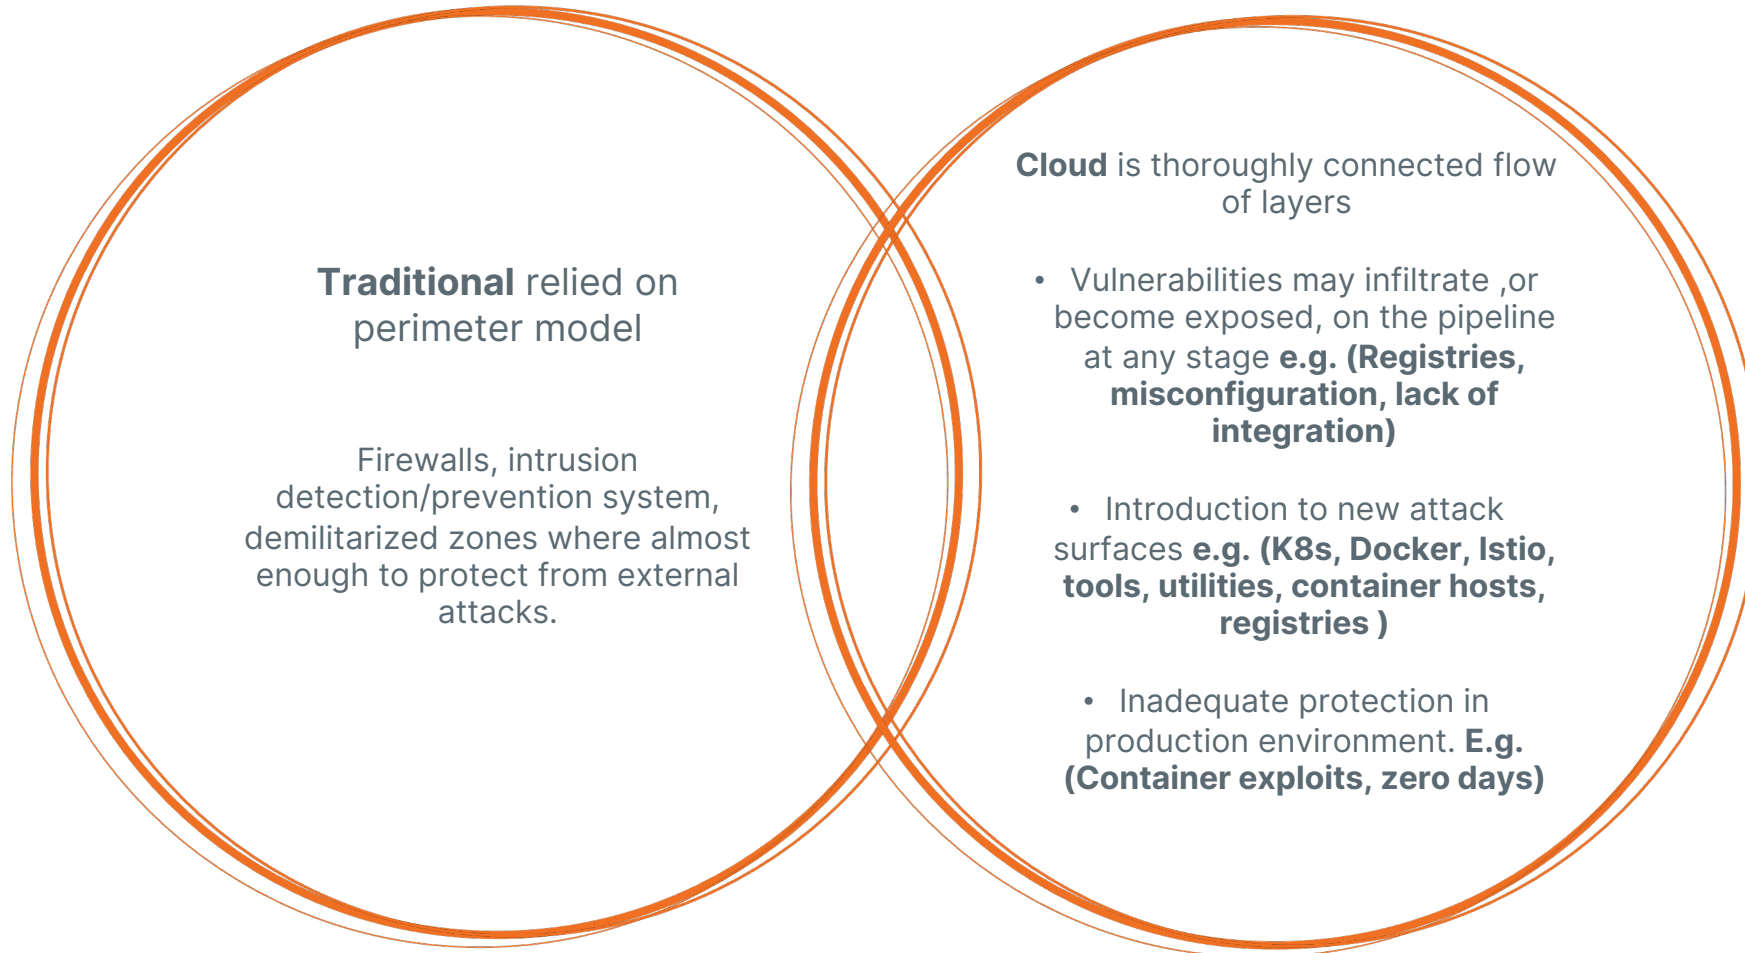 Traditional relied on
perimeter model
Firewalls, intrusion
detection/prevention system,
demilitarized zones where almost
enough to protect from external
attacks.
Cloud is thoroughly connected flow
of layers
• Vulnerabilities may infiltrate ,or
become exposed, on the pipeline
at any stage e.g. (Registries,
misconfiguration, lack of
integration)
• Introduction to new attack
surfaces e.g. (K8s, Docker, Istio,
tools, utilities, container hosts,
registries )
• Inadequate protection in
production environment. E.g.
(Container exploits, zero days)